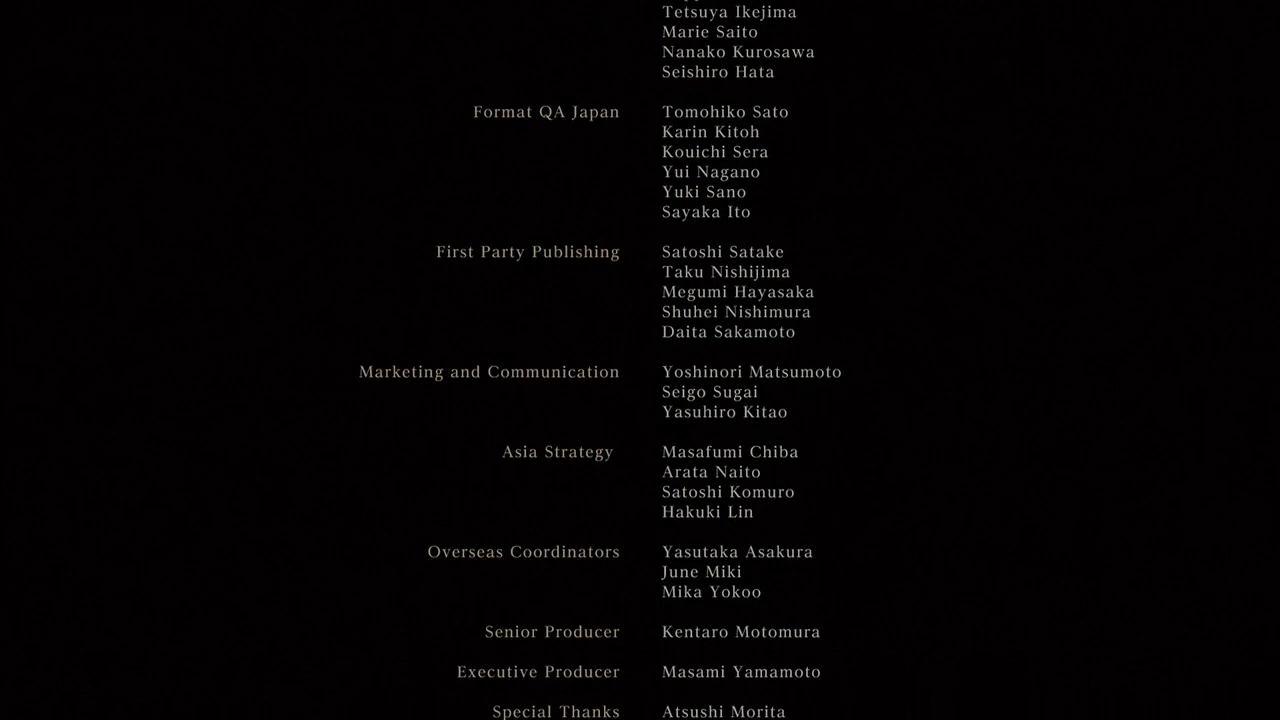 Tetsuya Ikejima
Marie Saito
Nanako Kurosawa
Seishiro Hata
Format QA Japan Tomohiko Sato
Karin Kitoh
Kouichi Sera
Yui Nagano
Yuki Sano
Sayaka Ito
First Party Publishing Satoshi Satake
Taku Nishijima
Megumi Hayasaka
Shuhei Nishimura
Daita Sakamoto
Marketing and Communication Yoshinori Matsumoto
Seigo Sugai
Yasuhiro Kitao
Asia Strategy Masafumi Chiba
Arata Naito
Satoshi Komuro
Hakuki Lin
Overseas Coordinators Yasutaka Asakura
June Miki
Mika Yokoo
Senior Producer Kentaro Motomura
Executive Producer Masami Yamamoto
Special Thanks Atsushi Morita